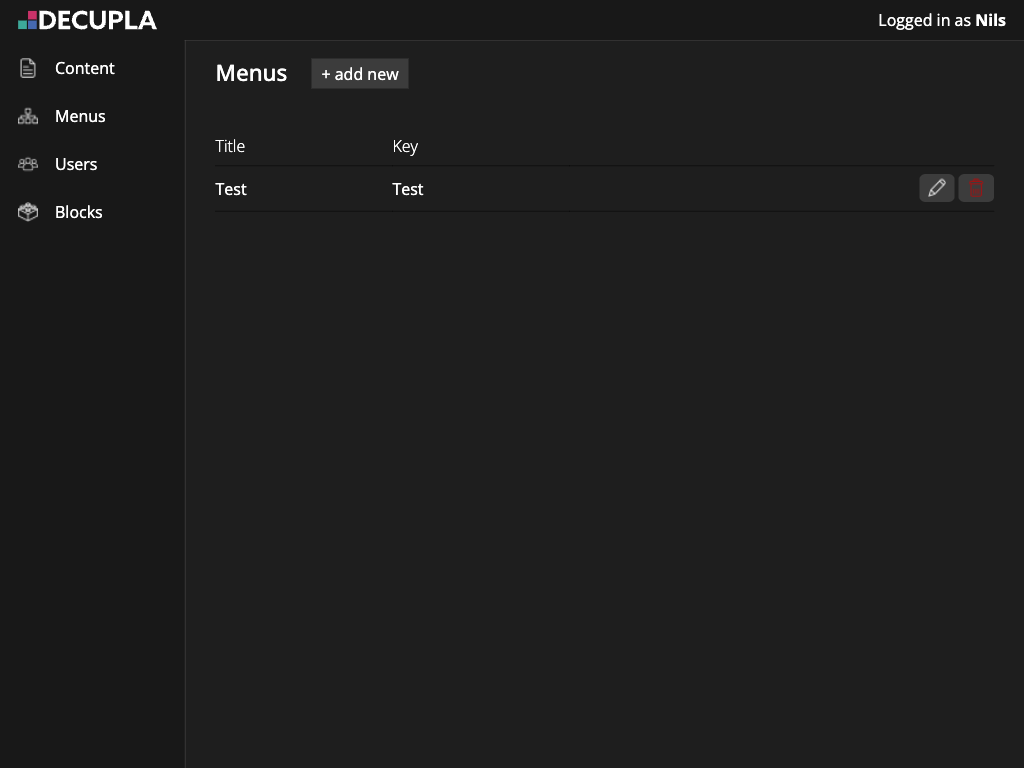 DECUPLA
Logged in as Nils
Content
Menus
Users
Blocks
Menus
+ add new
Title Key
Test Test